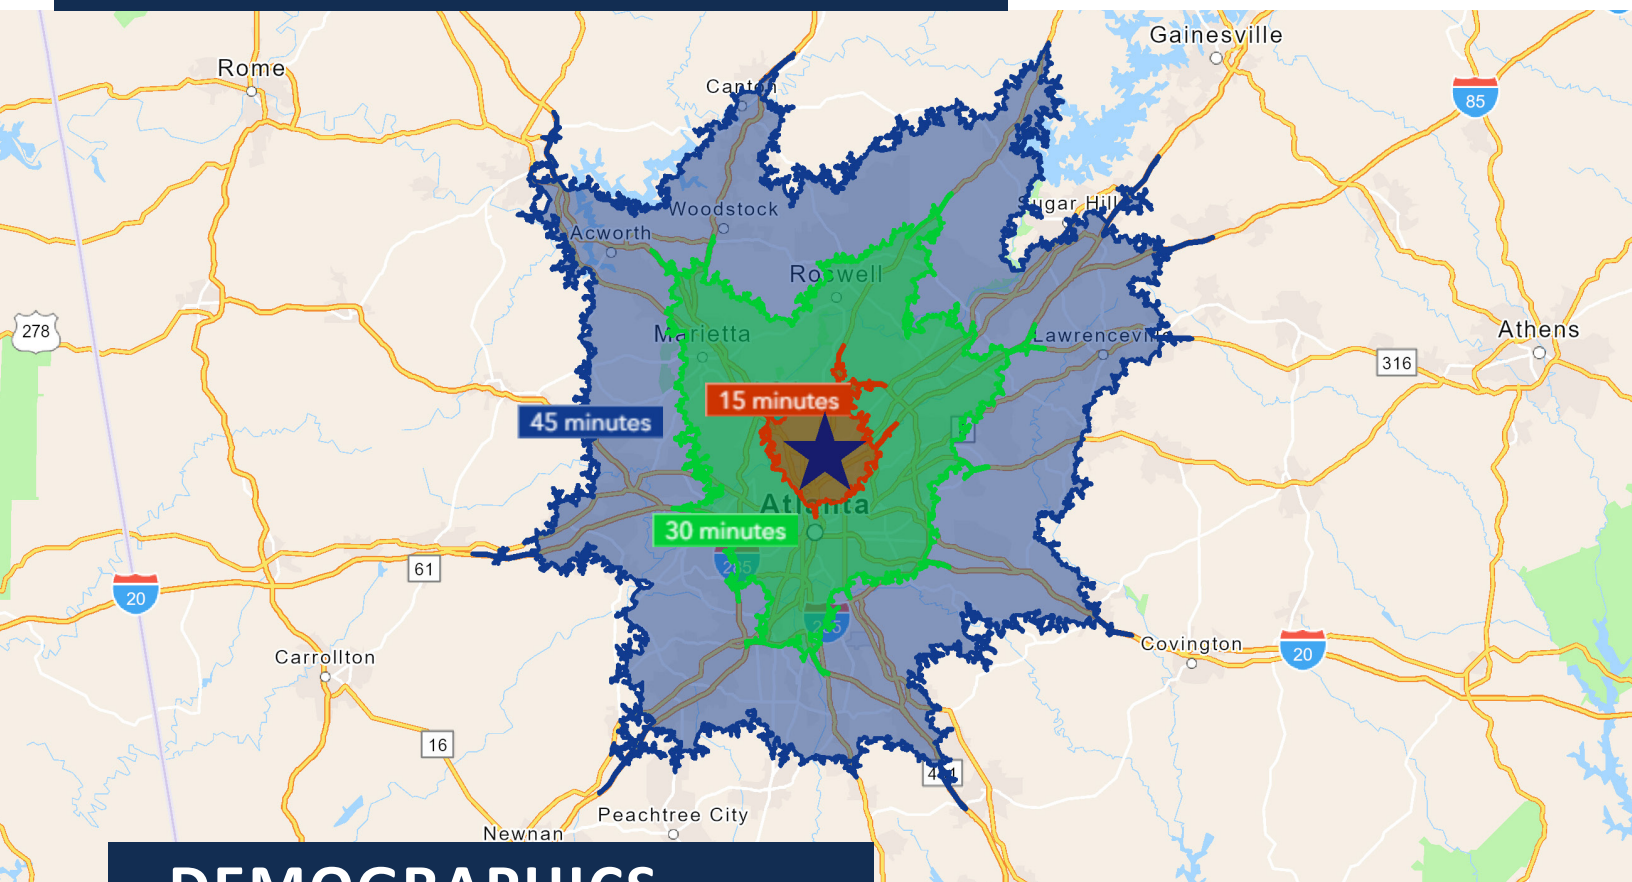 Gainesville
Rome
Canton
85
Sugar Hill
Woodstock
Acworth
Roswell
278
Athens
Marietta
Lawrenceville
316
15 minutes
45 minutes
Atlanta
30 minutes
285
61
20
Covington
20
Carrollton
16
Peachtree City
Newnan
DEMOGRAPHICS